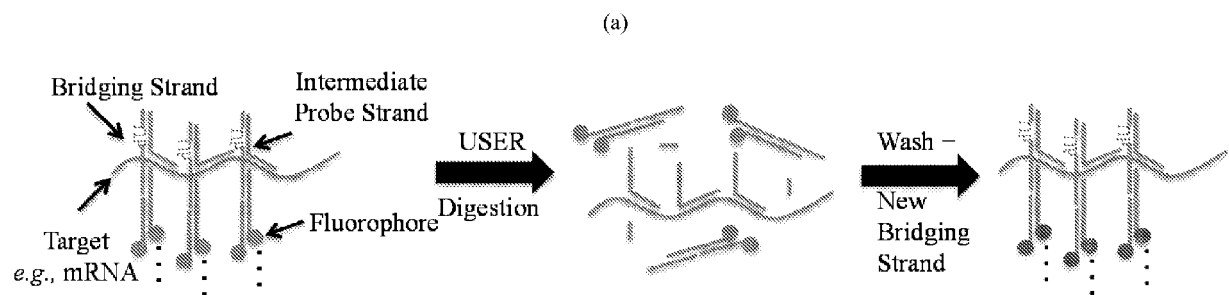 (a)
Bridging Strand
Intermediate
Probe Strand
Fluorophore
Target
e.g., mRNA
USER
Digestion
Wash –
New
Bridging
Strand